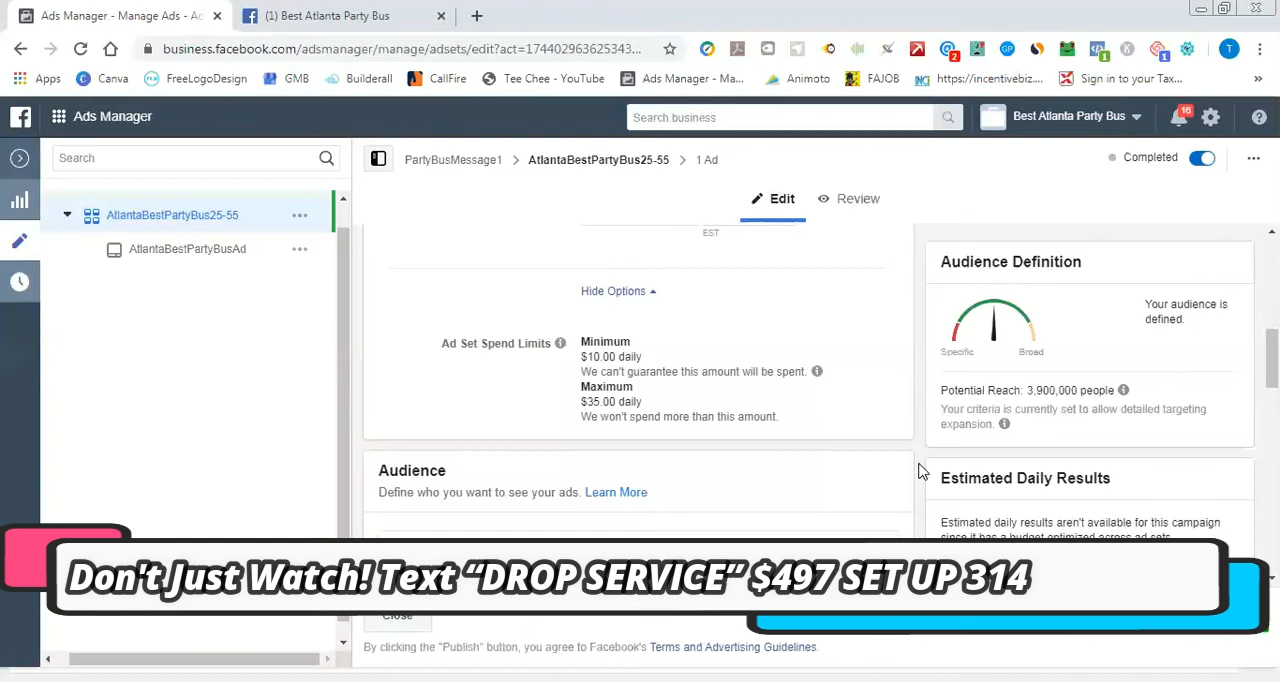 Ads Manager - Manage Ads - Ac
(1) Best Atlanta Party Bus
business.facebook.com/adsmanager/manage/adsets/edit?act=174402963625343...
2
GP
1
K
1
T
Apps
Canva
FreeLogoDesign
GMB
Builderall
CallFire
Tee Chee - YouTube
Ads Manager - Ma...
Animoto
FAJOB
https://incentivebiz....
Sign in to your Tax...
Ads Manager
Search business
Best Atlanta Party Bus
16
Search
PartyBusMessage1 > AtlantaBestPartyBus25-55 > 1 Ad
Completed
AtlantaBestPartyBus25-55
AtlantaBestPartyBusAd
Edit
Review
EST
Hide Options
Ad Set Spend Limits
Minimum
$10.00 daily
We can't guarantee this amount will be spent.
Maximum
$35.00 daily
We won't spend more than this amount.
Audience
Define who you want to see your ads. Learn More
Audience Definition
Specific
Broad
Your audience is
defined.
Potential Reach: 3,900,000 people
Your criteria is currently set to allow detailed targeting
expansion.
Estimated Daily Results
Estimated daily results aren't available for this campaign
since it has a budget optimized across ad sets.
Don't Just Watch! Text “DROP SERVICE” $497 SET UP 314
Close
By clicking the "Publish" button, you agree to Facebook's Terms and Advertising Guidelines.